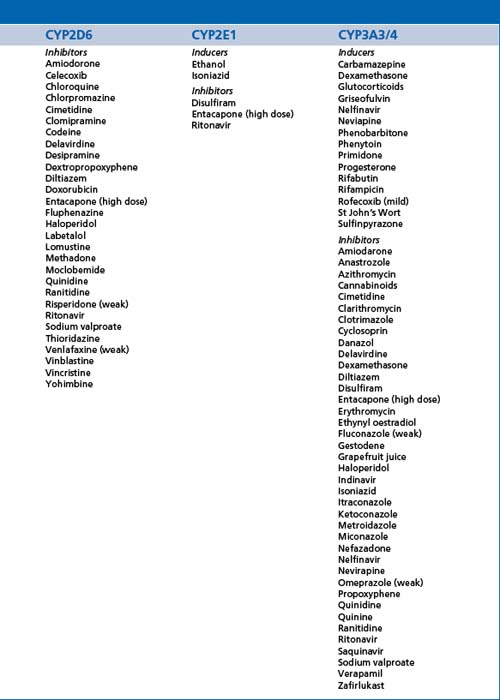 CYP2D6
Inhibitors
Amiodorone
Celecoxib
Chloroquine
Chlorpromazine
Cimetidine
Clomipramine
Codeine
Delavirdine
Desipramine
Dextropropoxyphene
Diltiazem
Doxorubicin
Entacapone (high dose)
Fluphenazine
Haloperidol
Labetalol
Lomustine
Methadone
Moclobemide
Quinidine
Ranitidine
Risperidone (weak)
Ritonavir
Sodium valproate
Thioridazine
Venlafaxine (weak)
Vinblastine
Vincristine
Yohimbine
CYP2E1
Inducers
Ethanol
Isoniazid
Inhibitors
Disulfiram
Entacapone (high dose)
Ritonavir
CYP3A3/4
Inducers
Carbamazepine
Dexamethasone
Glutocorticoids
Griseofulvin
Nelfinavir
Neviapine
Phenobarbitone
Phenytoin
Primidone
Progesterone
Rifabutin
Rifampicin
Rofecoxib (mild)
St John's Wort
Sulfinpyrazone
Inhibitors
Amiodarone
Anastrozole
Azithromycin
Cannabinoids
Cimetidine
Clarithromycin
Clotrimazole
Cyclosoprin
Danazol
Delavirdine
Dexamethasone
Diltiazem
Disulfiram
Entacapone (high dose)
Erythromycin
Ethynyl oestradiol
Fluconazole (weak)
Gestodene
Grapefruit juice
Haloperidol
Indinavir
Isoniazid
Itraconazole
Ketoconazole
Metroidazole
Miconazole
Nefazadone
Nelfinavir
Nevirapine
Omeprazole (weak)
Propoxyphene
Quinidine
Quinine
Ranitidine
Ritonavir
Saquinavir
Sodium valproate
Verapamil
Zafirlukast